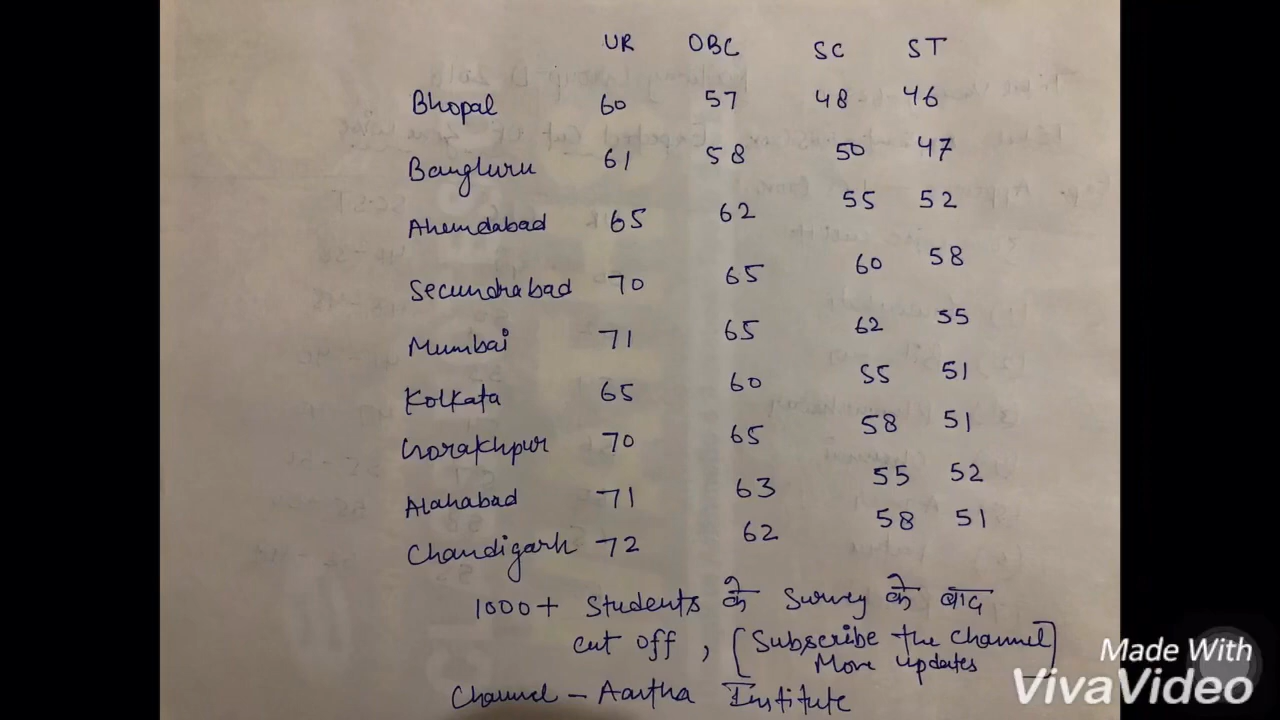 UR OBC SC ST
Bhopal 60 57 48 46
Bangluru 61 58 50 47
Ahemdabad 65 62 55 52
Secundrabad 70 65 60 58
Mumbai 71 65 62 55
Kolkata 65 60 55 51
Gorakhpur 70 65 58 51
Alahabad 71 63 55 52
Chandigarh 72 62 58 51
1000+ Students के Survey के बाद
cut off, [Subscribe the channel]
More updates
Channel - Aartha Institute
Made With
VivaVideo